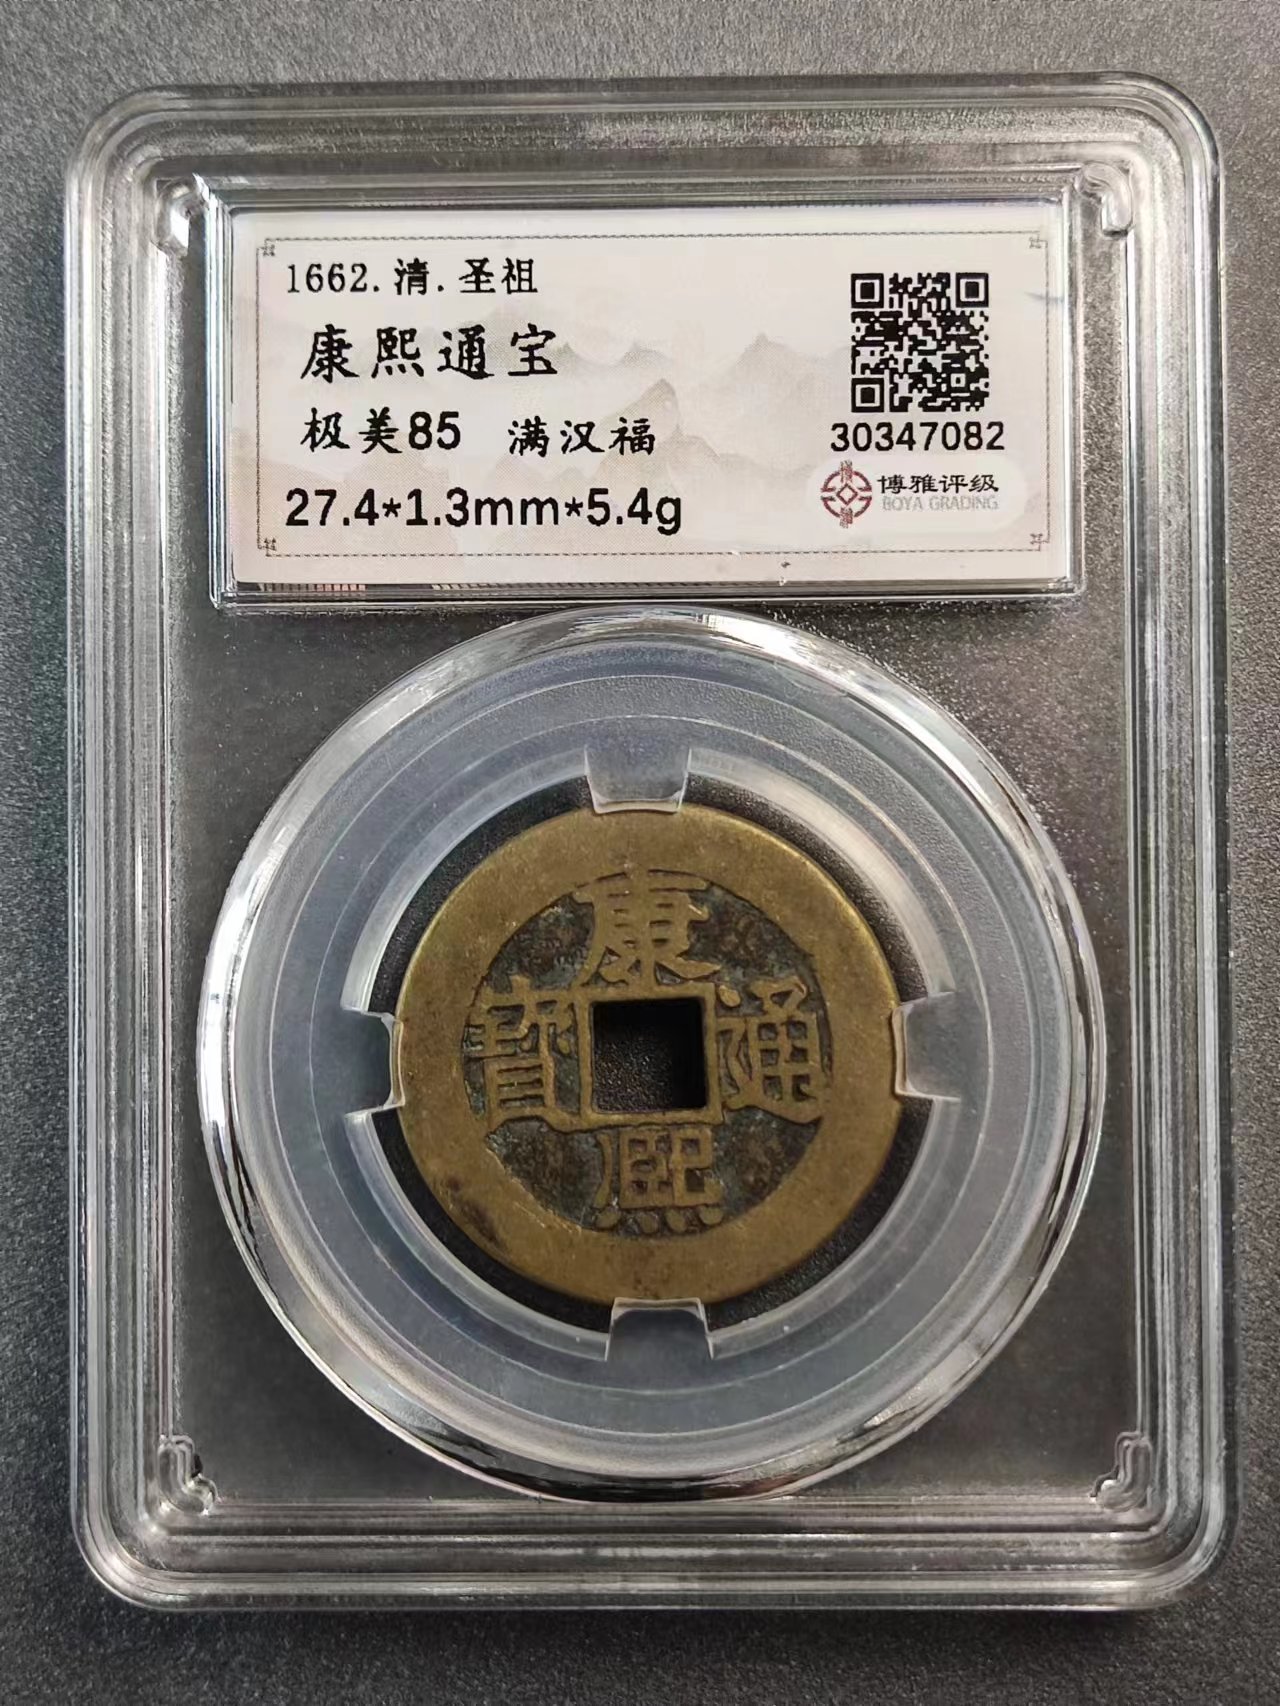 1662.清.圣祖
康熙通宝
极美85 满汉福
27.4*1.3mm*5.4g
30347082
博雅评级
BOYA GRADING
康
寶 通
熙